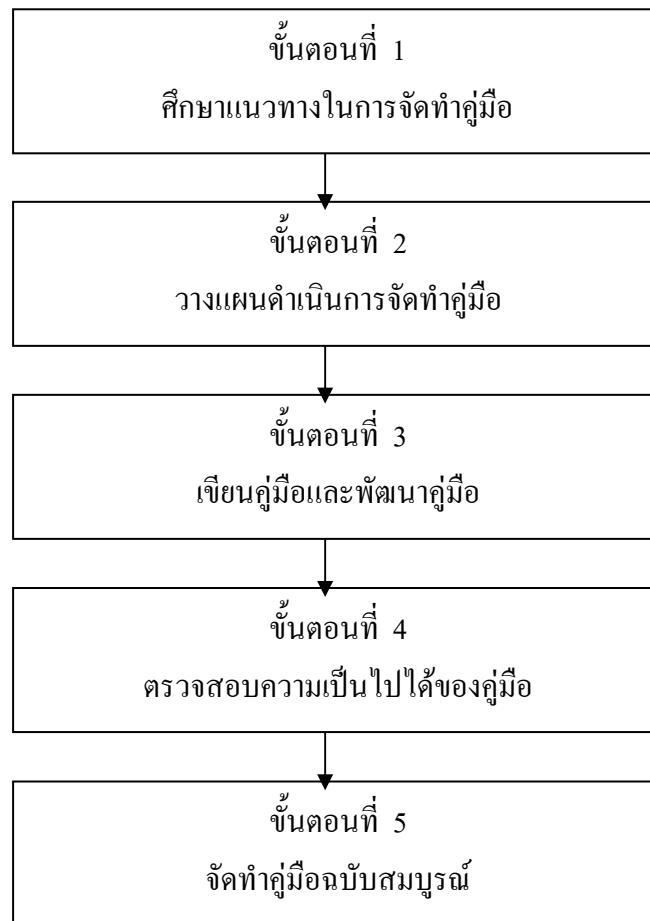 ขั้นตอนที่ 1
ศึกษาแนวทางในการจัดทำคู่มือ
ขั้นตอนที่ 2
วางแผนดำเนินการจัดทำคู่มือ
ขั้นตอนที่ 3
เขียนคู่มือและพัฒนาคู่มือ
ขั้นตอนที่ 4
ตรวจสอบความเป็นไปได้ของคู่มือ
ขั้นตอนที่ 5
จัดทำคู่มือฉบับสมบูรณ์